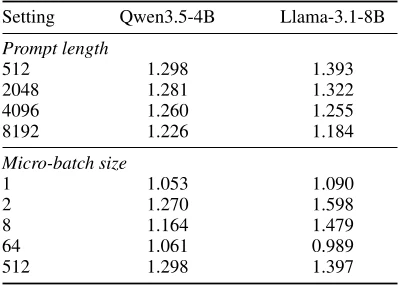 Setting Qwen3.5-4B Llama-3.1-8B
Prompt length
512 1.298 1.393
2048 1.281 1.322
4096 1.260 1.255
8192 1.226 1.184
Micro-batch size
1 1.053 1.090
2 1.270 1.598
8 1.164 1.479
64 1.061 0.989
512 1.298 1.397